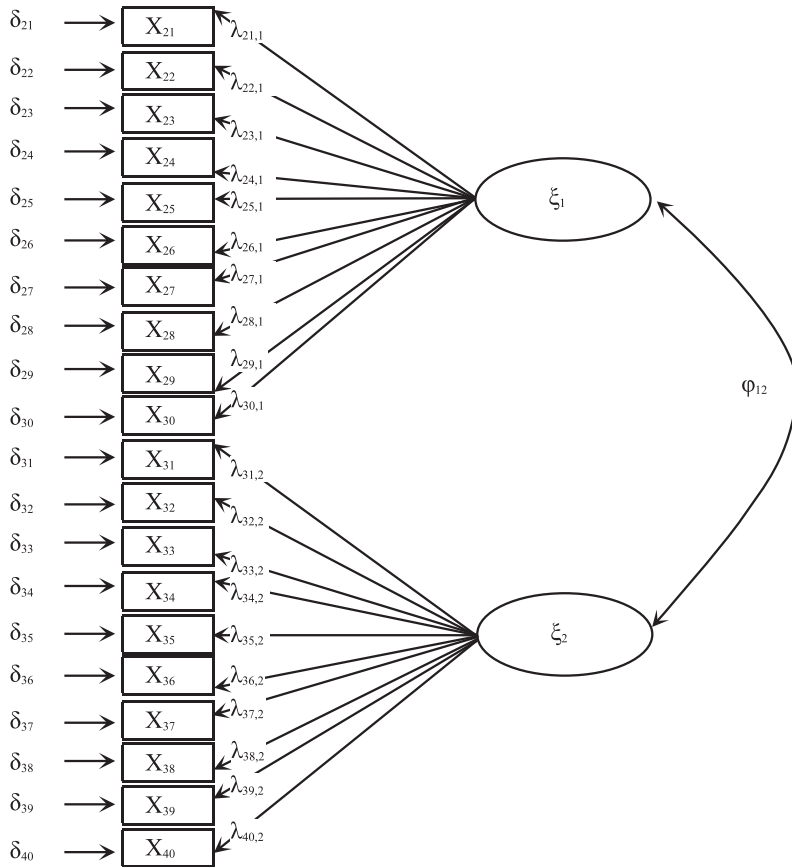 δ21 X21 λ21,1
δ22 X22 λ22,1
δ23 X23 λ23,1
δ24 X24 λ24,1
δ25 X25 λ25,1 ξ1
δ26 X26 λ26,1
δ27 X27 λ27,1
δ28 X28 λ28,1
δ29 X29 λ29,1
φ12
δ30 X30 λ30,1
δ31 X31 λ31,2
δ32 X32 λ32,2
δ33 X33 λ33,2
δ34 X34 λ34,2
δ35 X35 λ35,2 ξ2
δ36 X36 λ36,2
δ37 X37 λ37,2
δ38 X38 λ38,2
δ39 X39 λ39,2
δ40 X40 λ40,2